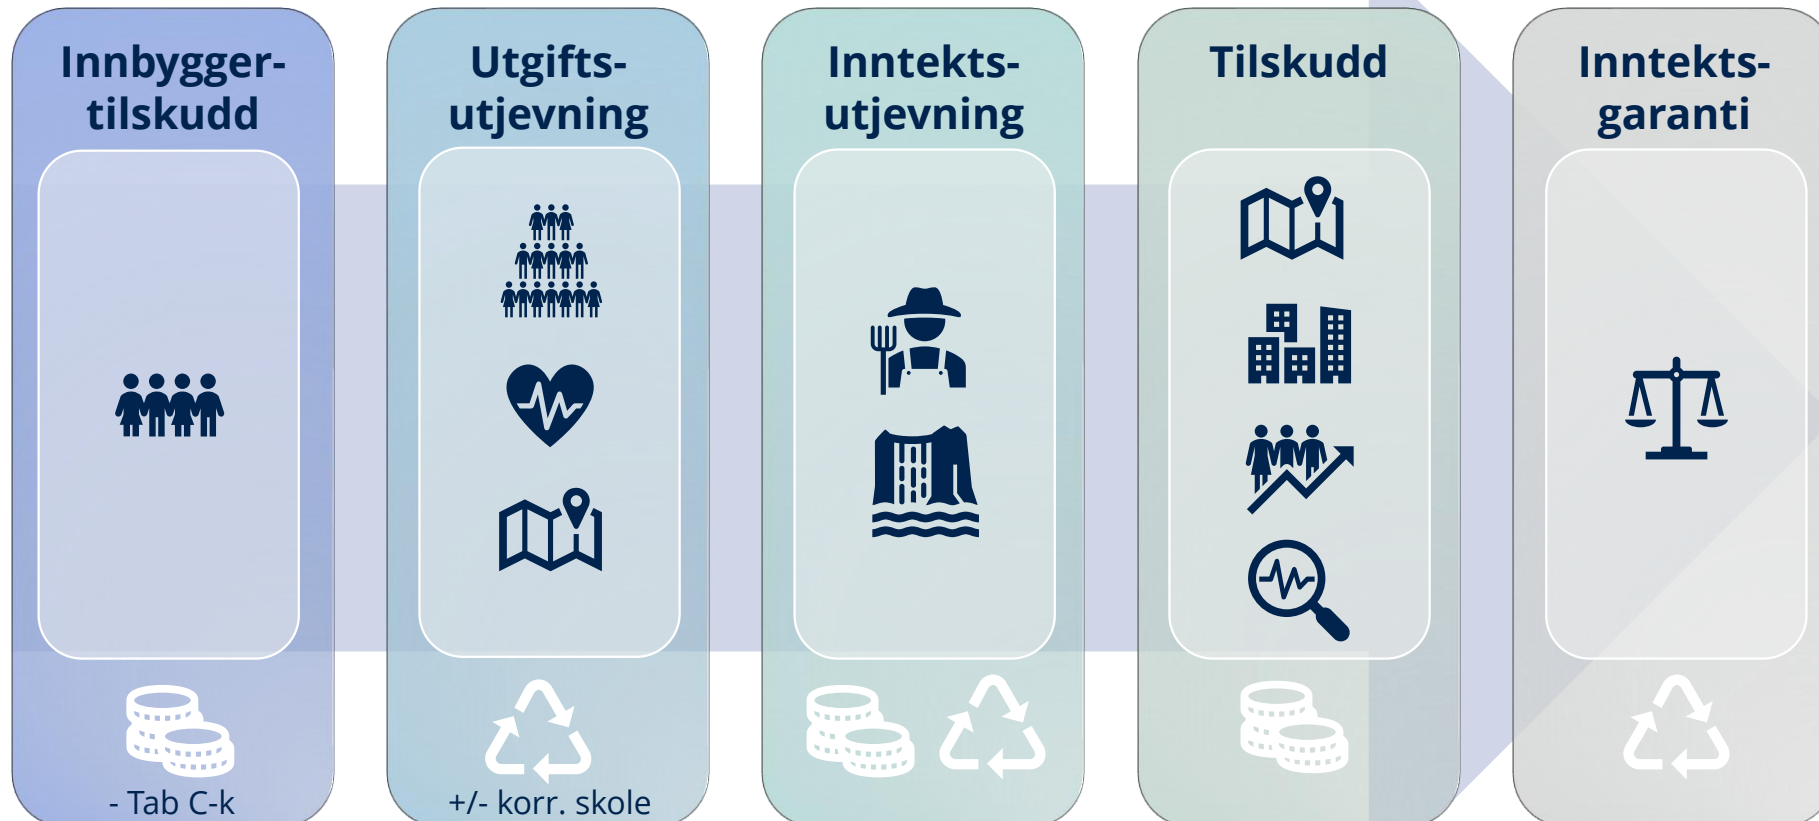 Innbygger-
tilskudd
- Tab C-k
Utgifts-
utjevning
+/- korr. skole
Inntekts-
utjevning
Tilskudd
Inntekts-
garanti